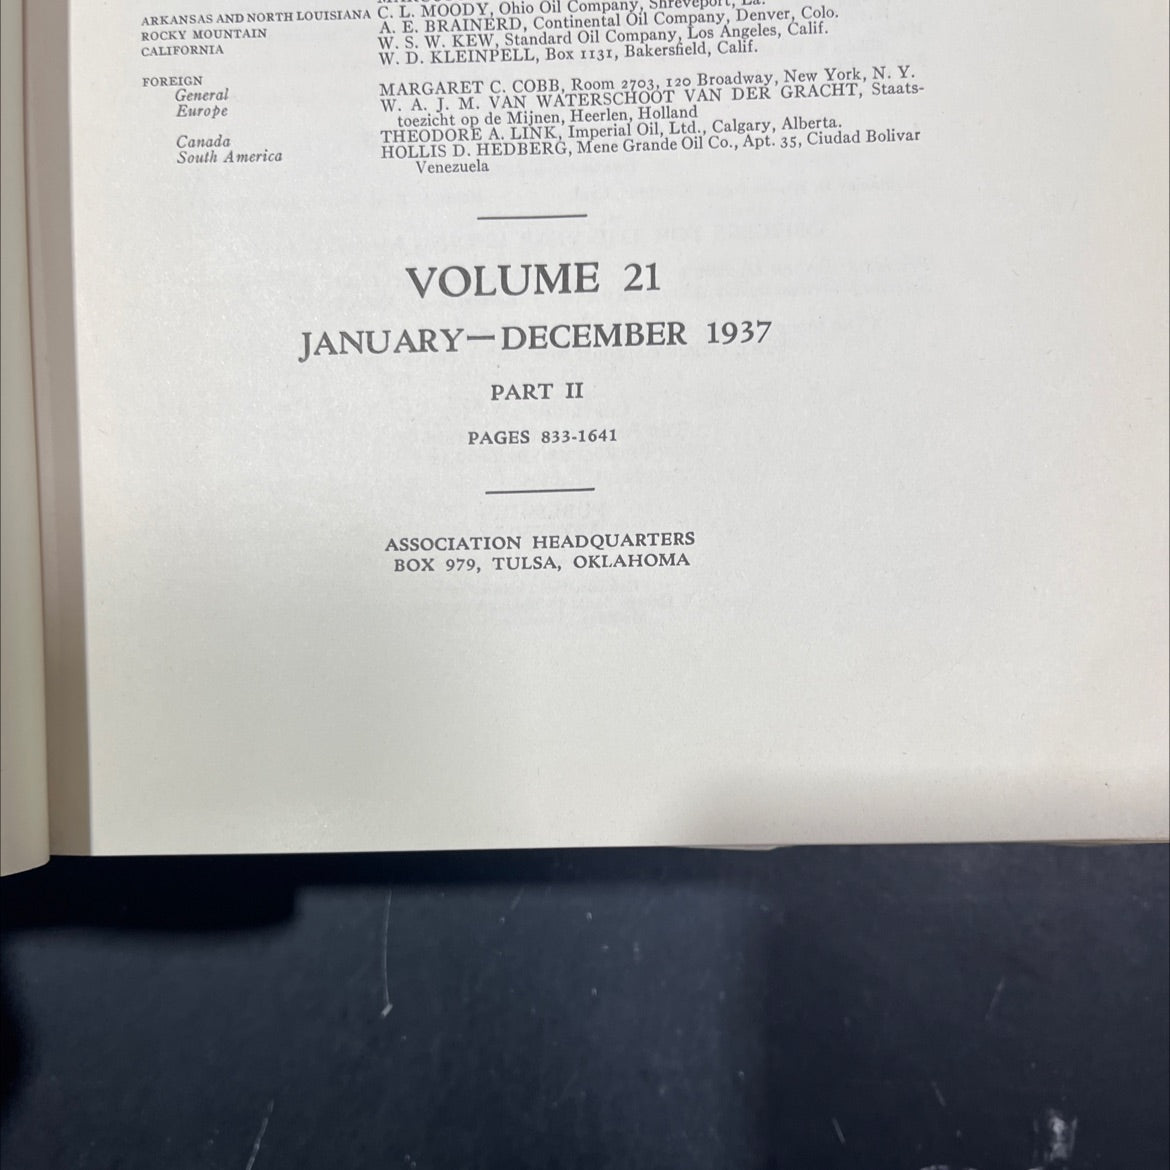 ARKANSAS AND NORTH LOUISIANA C. L. MOODY, Ohio Oil Company, Shreveport, La.
ROCKY MOUNTAIN A. E. BRAINERD, Continental Oil Company, Denver, Colo.
CALIFORNIA W. S. W. KEW, Standard Oil Company, Los Angeles, Calif.
W. D. KLEINPELL, Box 1131, Bakersfield, Calif.
FOREIGN
General MARGARET C. COBB, Room 2703, 120 Broadway, New York, N. Y.
Europe W. A. J. M. VAN WATERSCHOOT VAN DER GRACHT, Staats-
toezicht op de Mijnen, Heerlen, Holland
Canada THEODORE A. LINK, Imperial Oil, Ltd., Calgary, Alberta.
South America HOLLIS D. HEDBERG, Mene Grande Oil Co., Apt. 35, Ciudad Bolivar
Venezuela
VOLUME 21
JANUARY—DECEMBER 1937
PART II
PAGES 833-1641
ASSOCIATION HEADQUARTERS
BOX 979, TULSA, OKLAHOMA